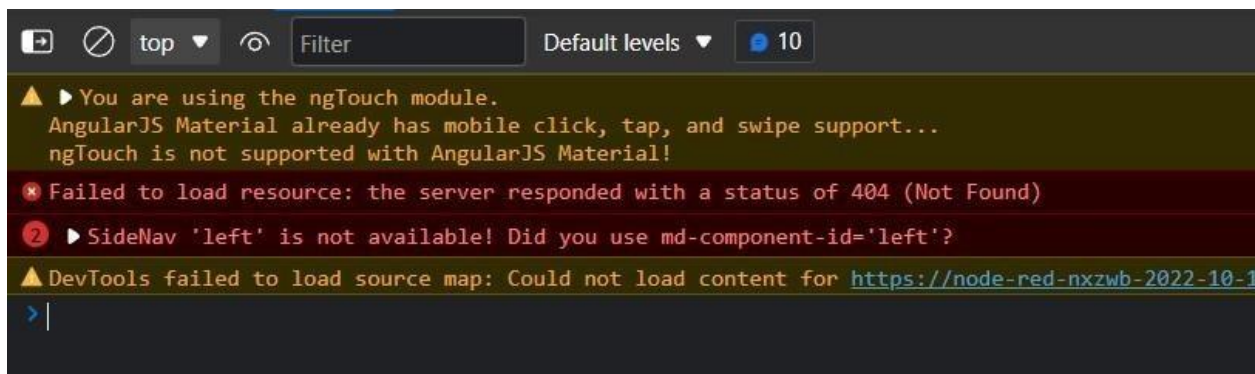 top ▼ Filter Default levels ▼ 10
You are using the ngTouch module.
AngularJS Material already has mobile click, tap, and swipe support...
ngTouch is not supported with AngularJS Material!
Failed to load resource: the server responded with a status of 404 (Not Found)
2 SideNav 'left' is not available! Did you use md-component-id='left'?
DevTools failed to load source map: Could not load content for https://node-red-nxzwb-2022-10-1